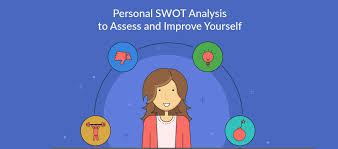 Personal SWOT Analysis
to Assess and Improve Yourself